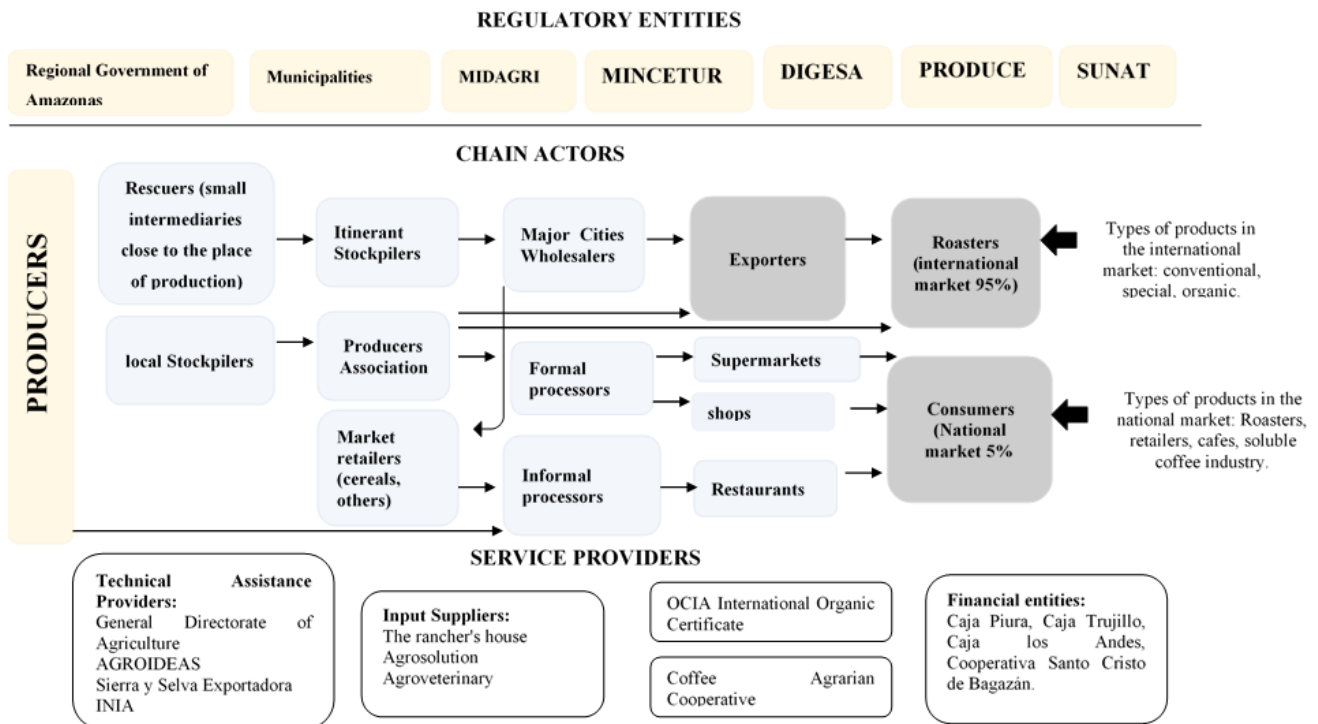 REGULATORY ENTITIES
Regional Government of
Amazonas
Municipalities
MIDAGRI
MINCETUR
DIGESA
PRODUCE
SUNAT
CHAIN ACTORS
PRODUCERS
Rescuers (small
intermediaries
close to the place
of production)
Itinerant
Stockpilers
Major Cities
Wholesalers
Exporters
Roasters
(international
market 95%)
Types of products in
the international
market: conventional,
special, organic.
local Stockpilers
Producers
Association
Formal
processors
Supermarkets
shops
Consumers
(National
market 5%
Types of products in the
national market: Roasters,
retailers, cafes, soluble
coffee industry.
Market
retailers
(cereals,
others)
Informal
processors
Restaurants
SERVICE PROVIDERS
Technical Assistance
Providers:
General Directorate of
Agriculture
AGROIDEAS
Sierra y Selva Exportadora
INIA
Input Suppliers:
The rancher's house
Agrosolution
Agroveterinary
OCIA International Organic
Certificate
Coffee Agrarian
Cooperative
Financial entities:
Caja Piura, Caja Trujillo,
Caja los Andes,
Cooperativa Santo Cristo
de Bagazán.